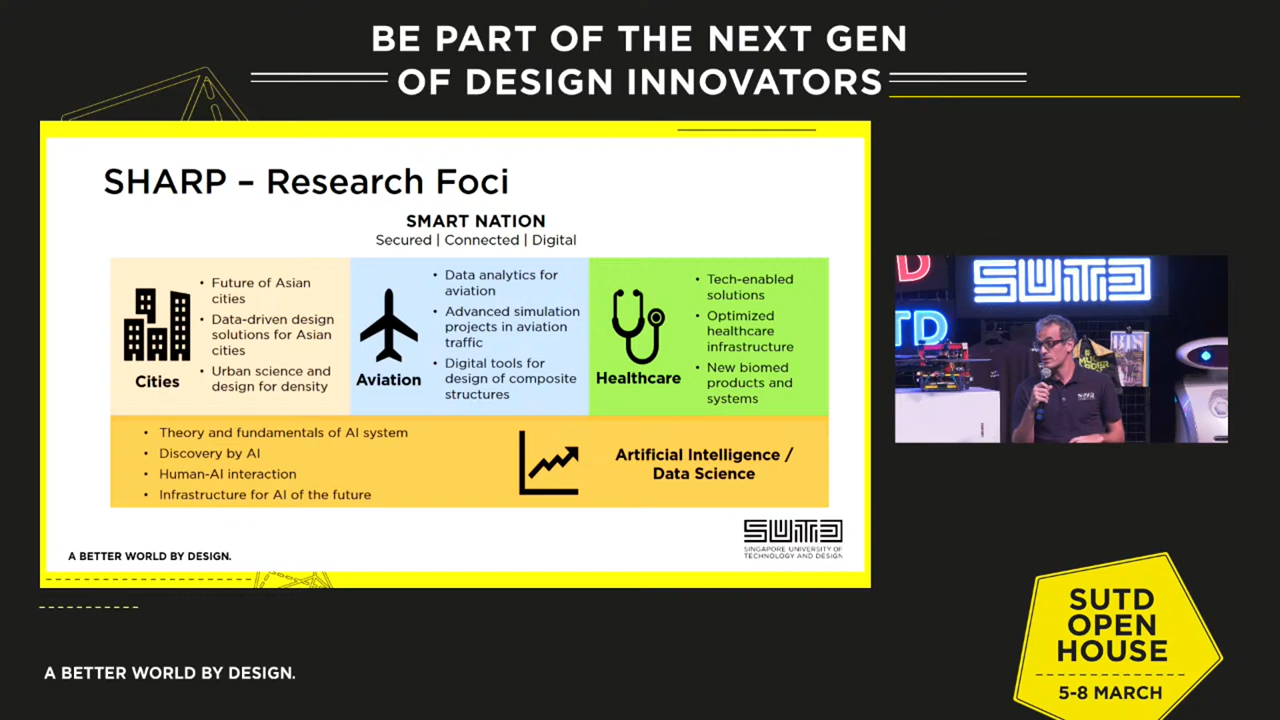 BE PART OF THE NEXT GEN
OF DESIGN INNOVATORS
SHARP – Research Foci
SMART NATION
Secured | Connected | Digital
• Future of Asian
cities
• Data-driven design
solutions for Asian
cities
• Urban science and
design for density
Cities
• Data analytics for
aviation
• Advanced simulation
projects in aviation
traffic
• Digital tools for
design of composite
structures
Aviation
• Tech-enabled
solutions
• Optimized
healthcare
infrastructure
• New biomed
products and
systems
Healthcare
• Theory and fundamentals of AI system
• Discovery by AI
• Human-AI interaction
• Infrastructure for AI of the future
Artificial Intelligence /
Data Science
A BETTER WORLD BY DESIGN.
SUTD
SINGAPORE UNIVERSITY OF
TECHNOLOGY AND DESIGN
D
SUTD
TD
A BETTER WORLD BY DESIGN.
SUTD
OPEN
HOUSE
5-8 MARCH